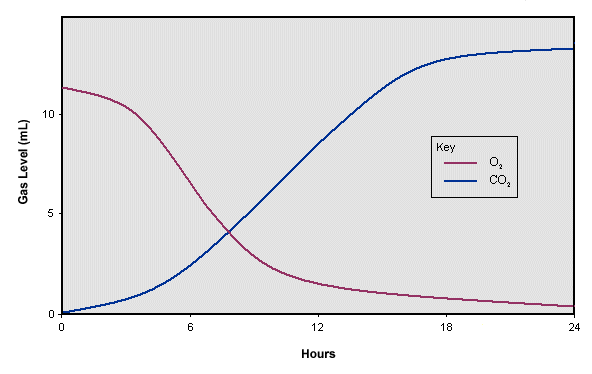 Gas Level (mL)
10
5
0
Key
O₂
CO₂
0 6 12 18 24
Hours